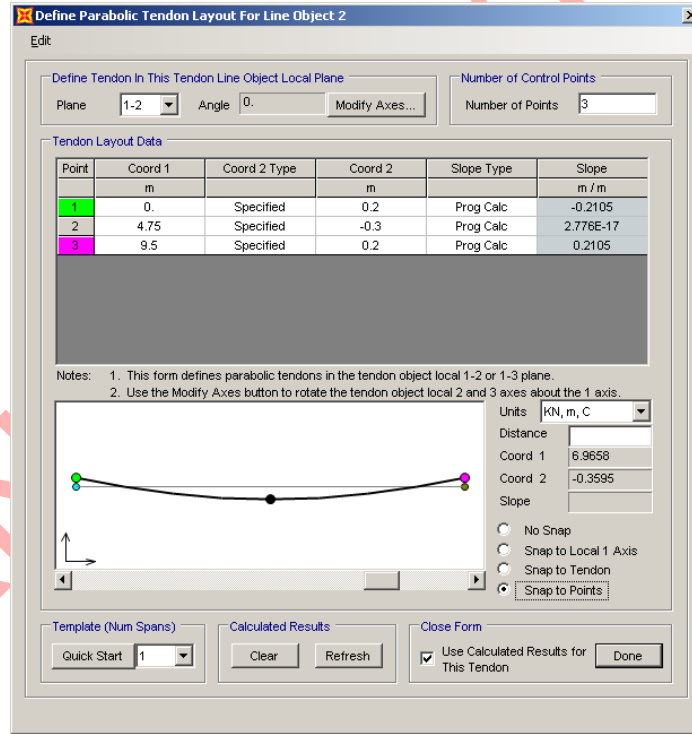 Define Parabolic Tendon Layout For Line Object 2
Edit
Define Tendon In This Tendon Line Object Local Plane
Plane 1-2 Angle 0. Modify Axes...
Number of Control Points
Number of Points 3
Tendon Layout Data
Point Coord 1 Coord 2 Type Coord 2 Slope Type Slope
m m m / m
1 0. Specified 0.2 Prog Calc -0.2105
2 4.75 Specified -0.3 Prog Calc 2.776E-17
3 9.5 Specified 0.2 Prog Calc 0.2105
Notes: 1. This form defines parabolic tendons in the tendon object local 1-2 or 1-3 plane.
2. Use the Modify Axes button to rotate the tendon object local 2 and 3 axes about the 1 axis.
Units KN, m, C
Distance
Coord 1 6.9658
Coord 2 -0.3595
Slope
No Snap
Snap to Local 1 Axis
Snap to Tendon
Snap to Points
Template (Num Spans)
Quick Start 1
Calculated Results
Clear Refresh
Close Form
Use Calculated Results for This Tendon
Done